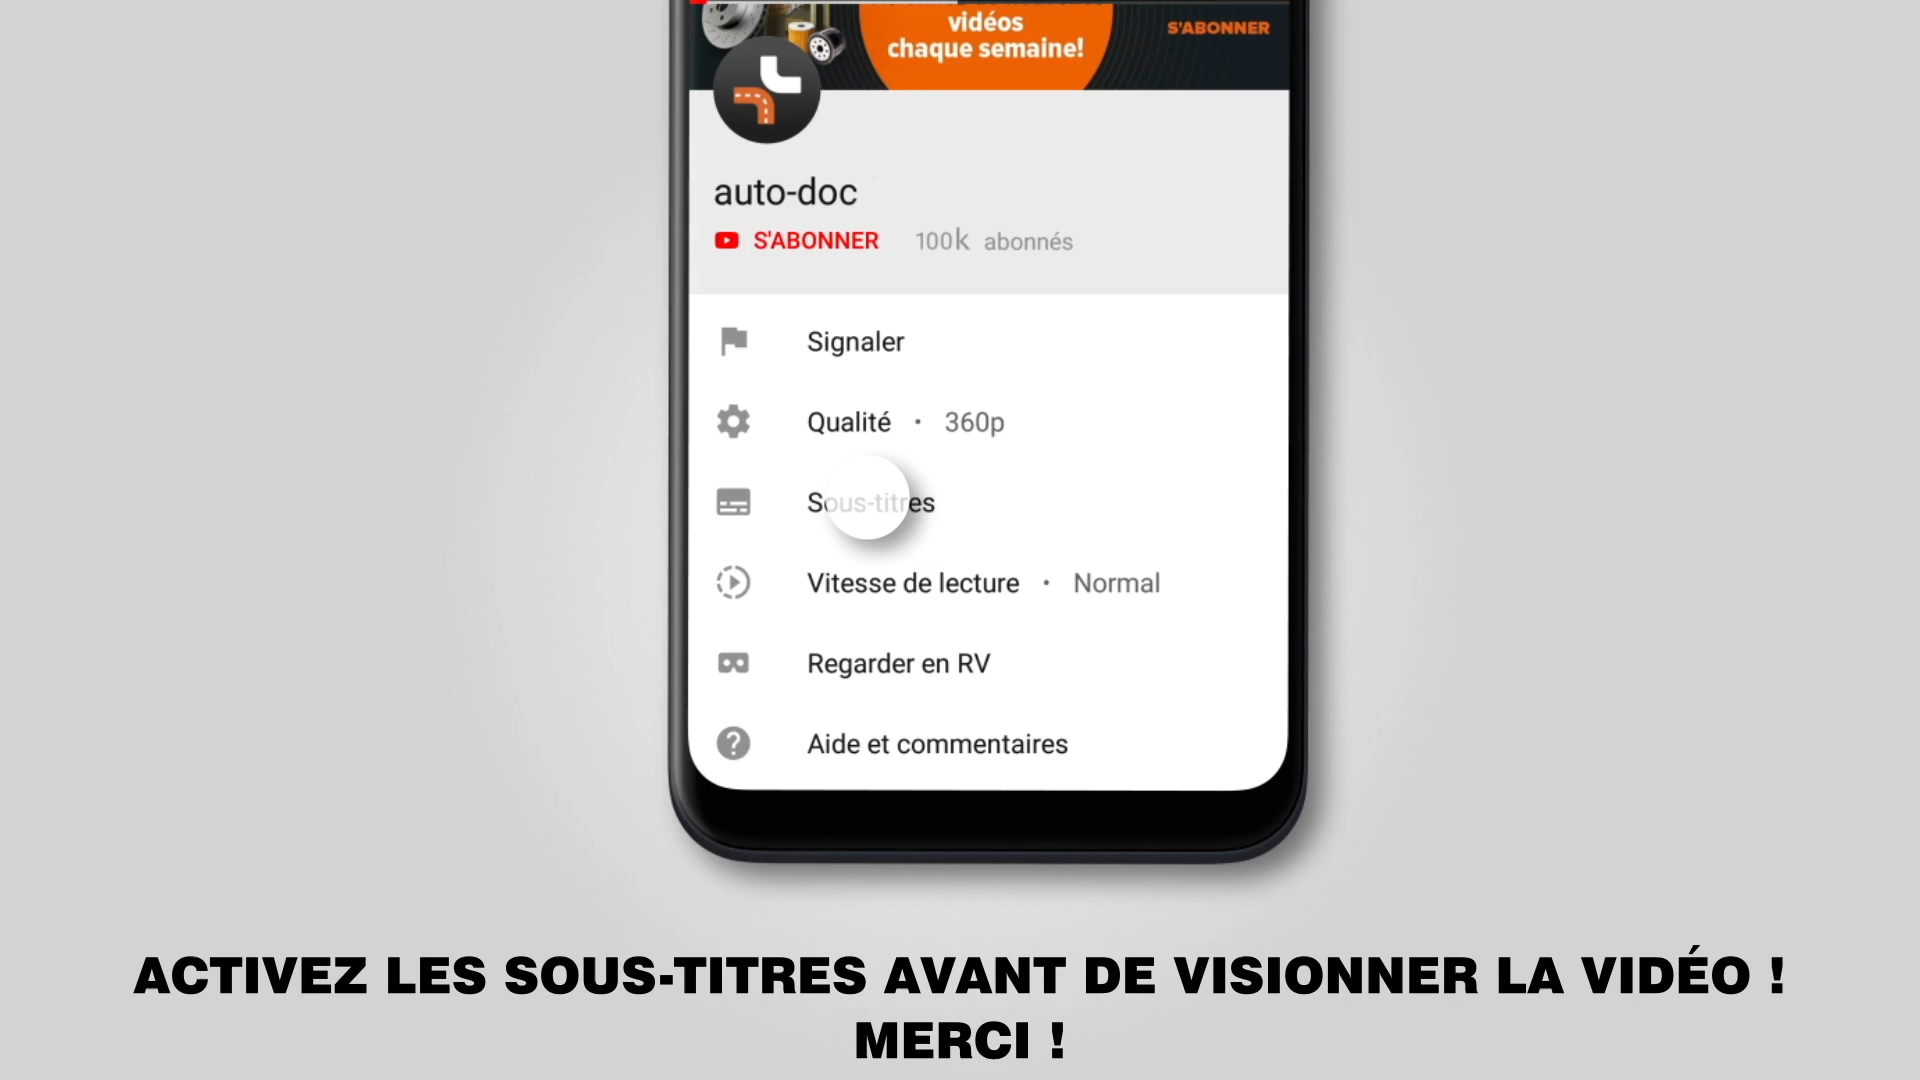 vidéos
chaque semaine!
S'ABONNER
auto-doc
S'ABONNER 100k abonnés
Signaler
Qualité • 360p
Sous-titres
Vitesse de lecture • Normal
Regarder en RV
Aide et commentaires
ACTIVEZ LES SOUS-TITRES AVANT DE VISIONNER LA VIDÉO !
MERCI !